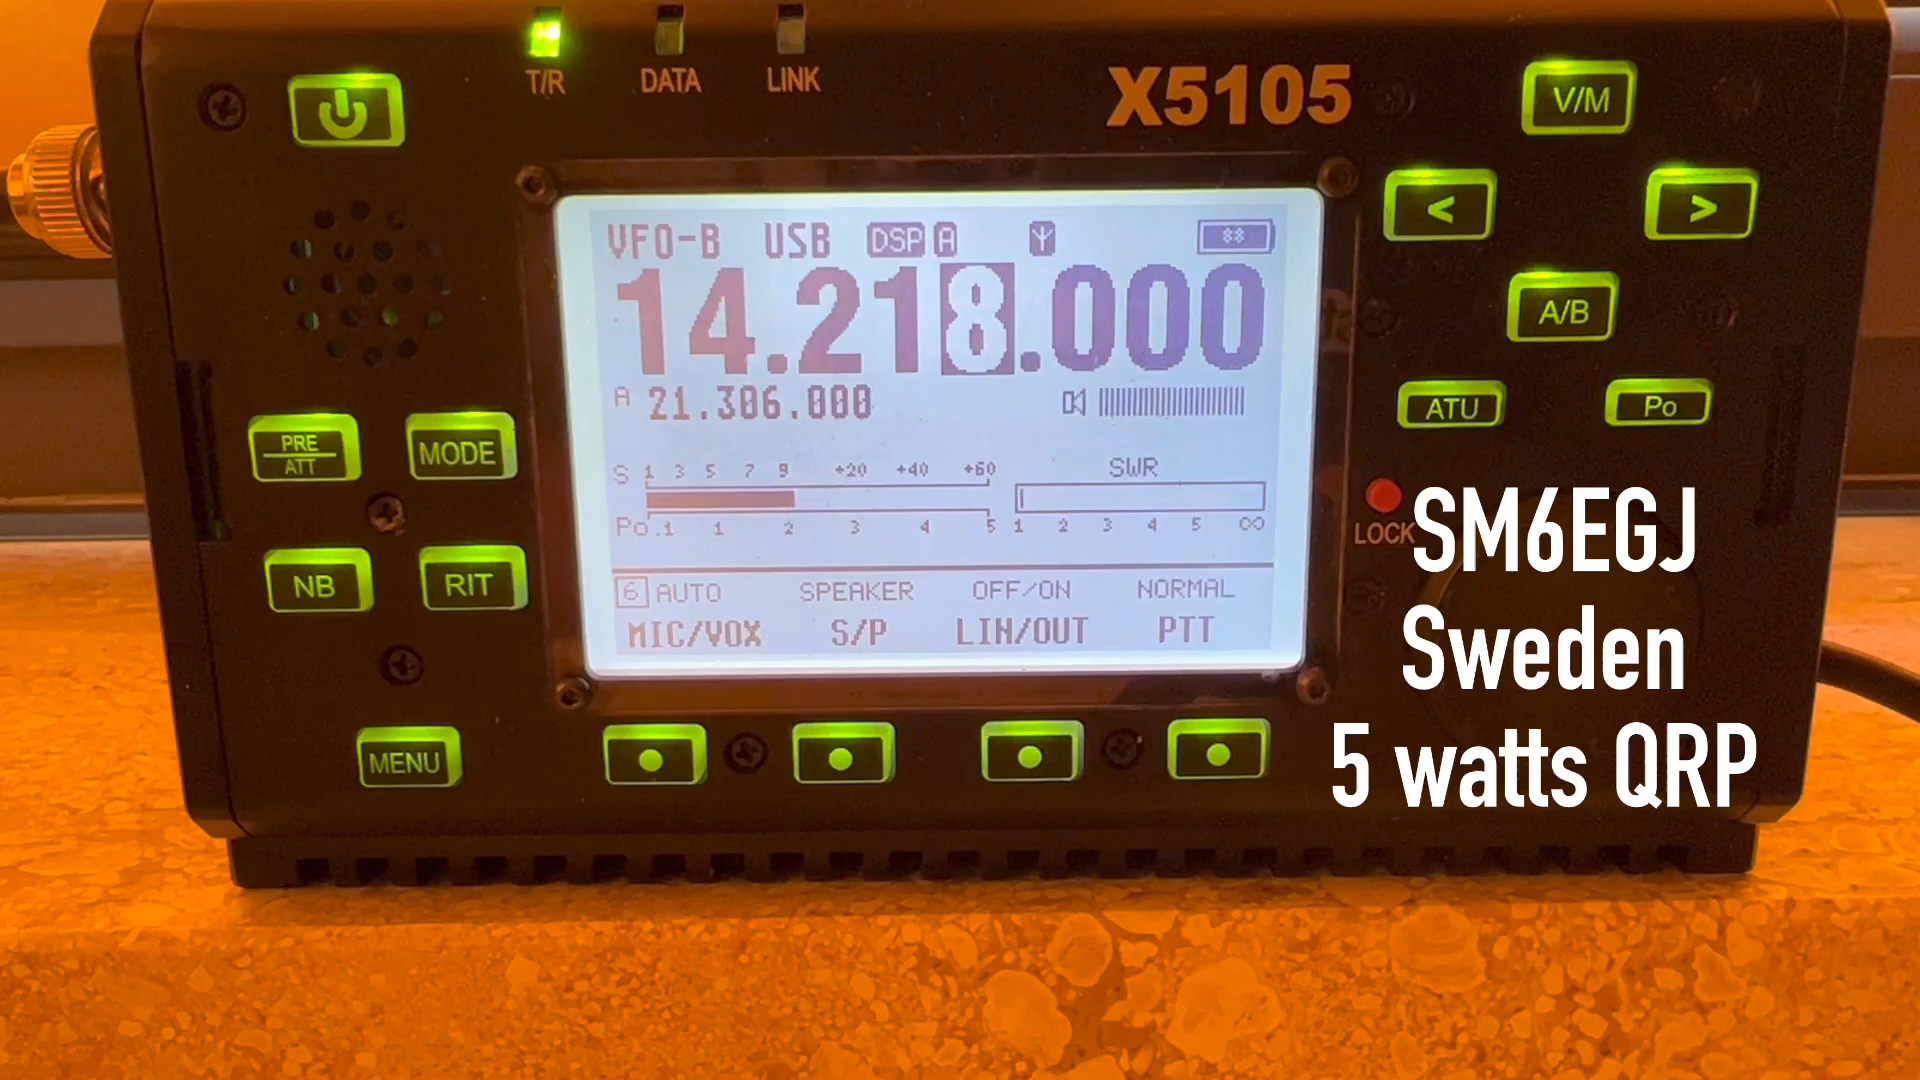 T/R DATA LINK
X5105
V/M
< >
A/B
ATU Po
LOCK
PRE
ATT
MODE
NB RIT
MENU
VFO-B USB DSP A
14.218.000
A 21.306.000
S 1 3 5 7 9 +20 +40 +60 SWR
Po .1 1 2 3 4 5 1 2 3 4 5 ∞
6 AUTO SPEAKER OFF/ON NORMAL
MIC/VOX S/P LIN/OUT PTT
SM6EGJ
Sweden
5 watts QRP